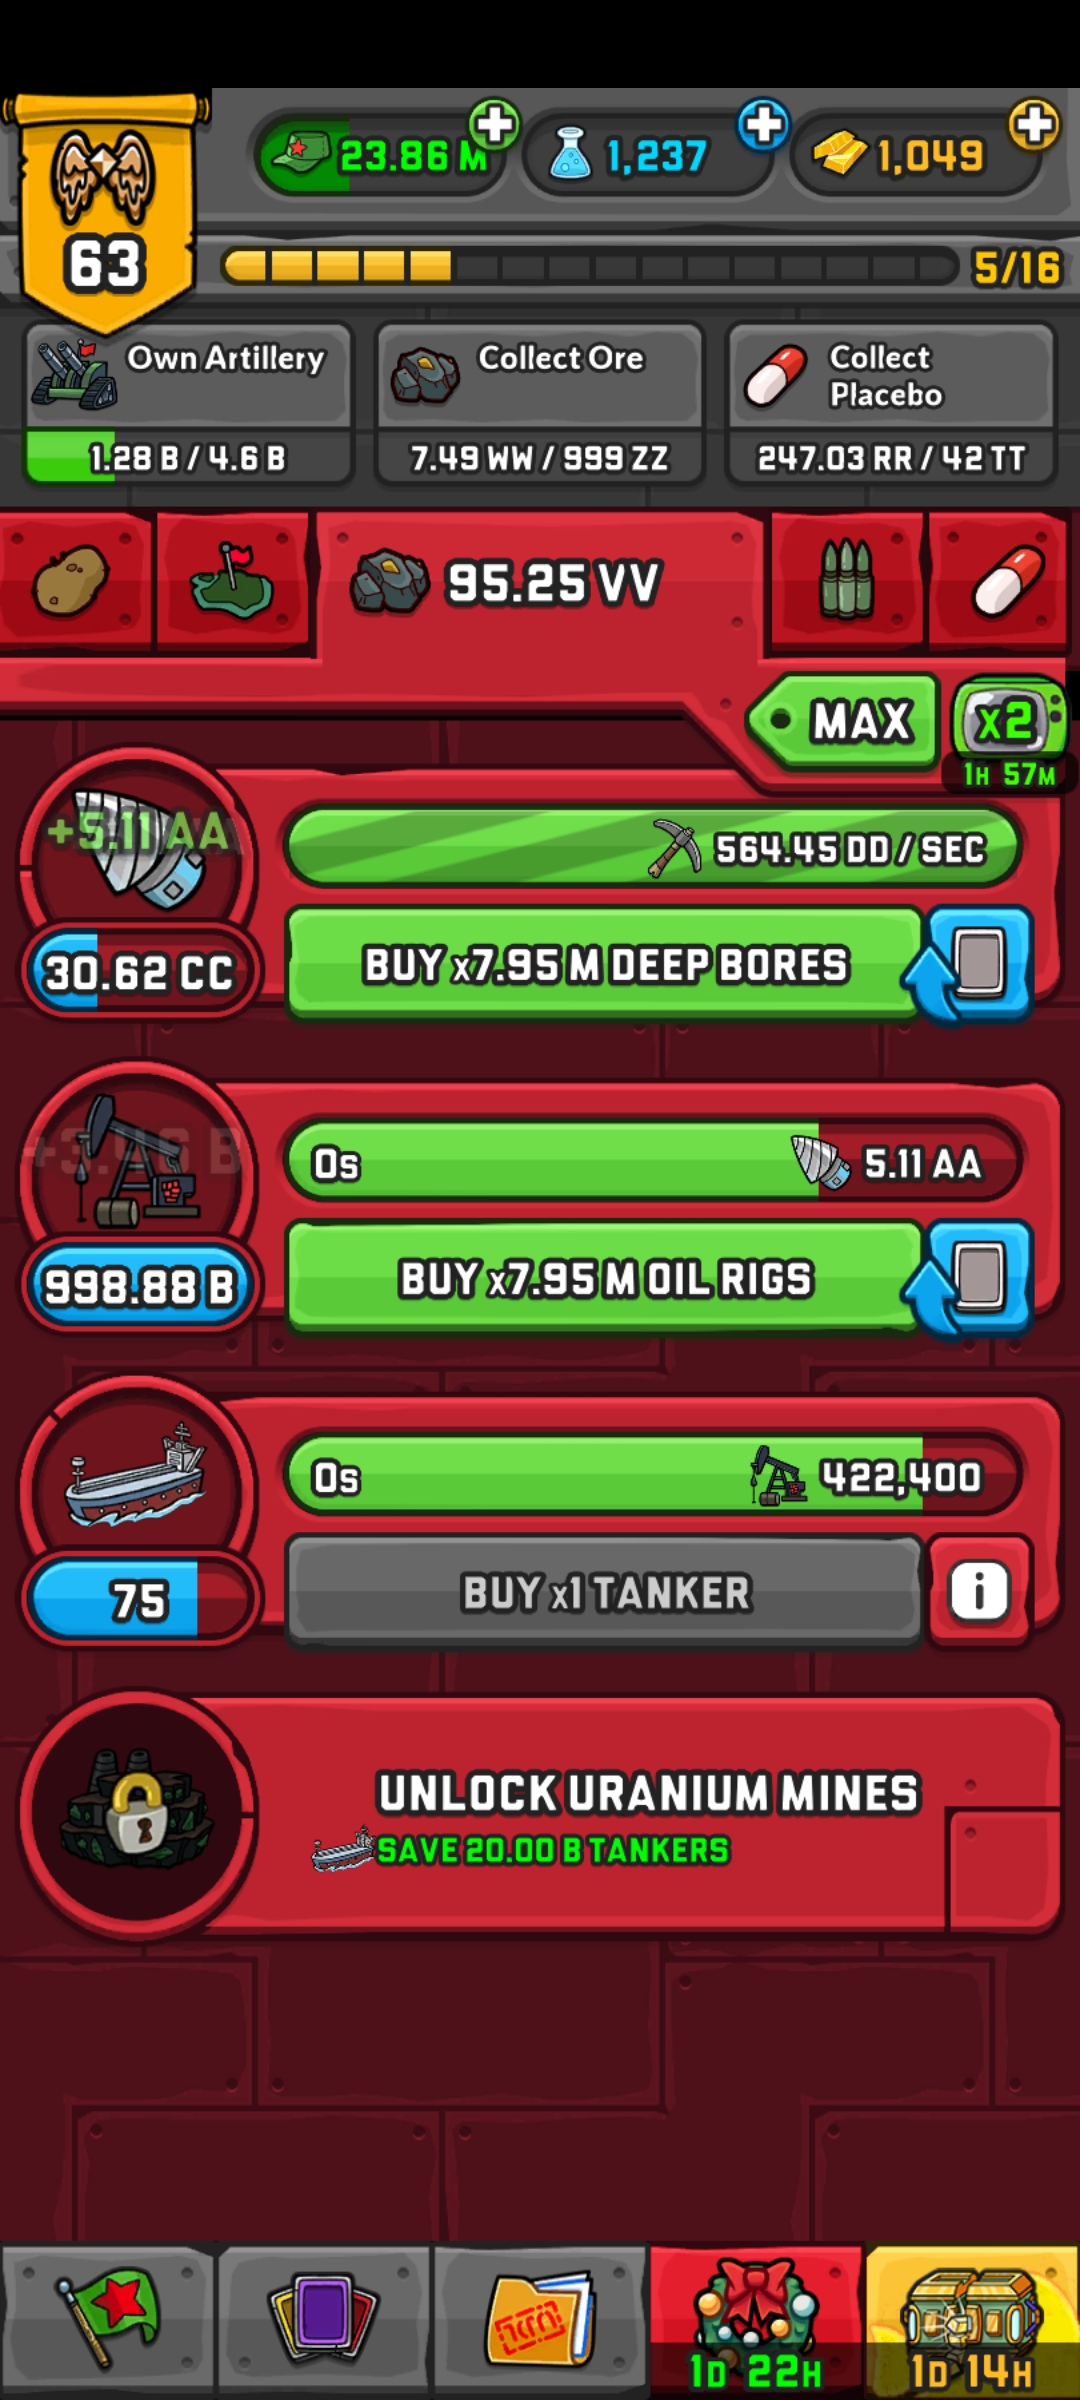 23.86 M
1,237
1,049
63
5/16
Own Artillery
1.28 B / 4.6 B
Collect Ore
7.49 WW / 999 ZZ
Collect
Placebo
247.03 RR / 42 TT
95.25 VV
MAX
x2
1H 57M
+5.11 AA
564.45 DD / SEC
30.62 CC
BUY x7.95 M DEEP BORES
+3.46 B
0s
5.11 AA
998.88 B
BUY x7.95 M OIL RIGS
0s
422,400
75
BUY x1 TANKER
i
UNLOCK URANIUM MINES
SAVE 20.00 B TANKERS
1D 22H
1D 14H